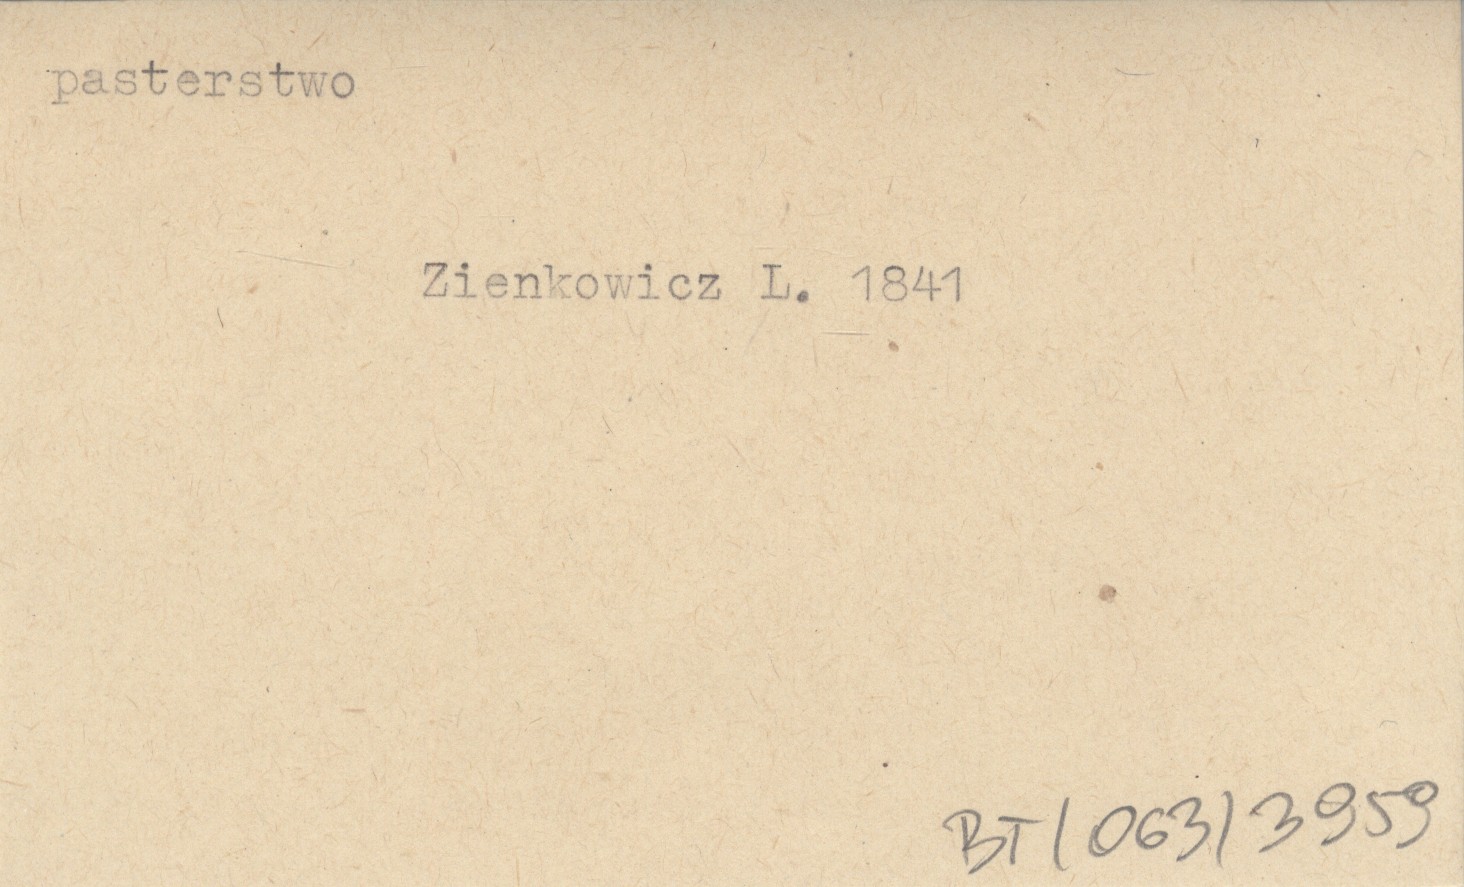 pasterstwo
Zienkowicz L. 1841
BT/063/3959